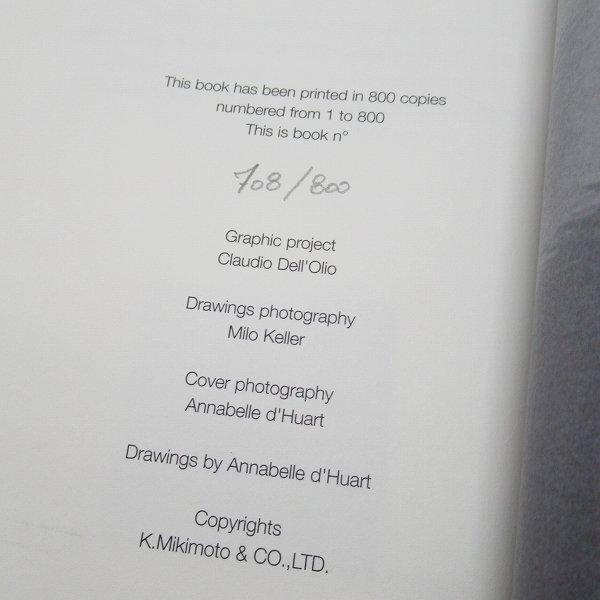 This book has been printed in 800 copies
numbered from 1 to 800
This is book n°
708/800
Graphic project
Claudio Dell'Olio
Drawings photography
Milo Keller
Cover photography
Annabelle d'Huart
Drawings by Annabelle d'Huart
Copyrights
K.Mikimoto & CO.,LTD.